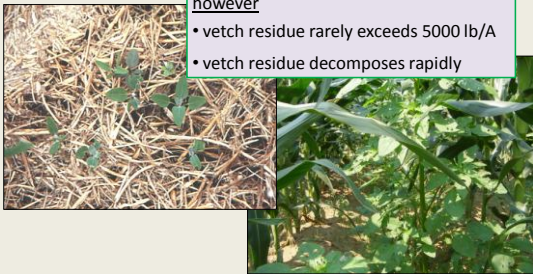 however
• vetch residue rarely exceeds 5000 lb/A
• vetch residue decomposes rapidly